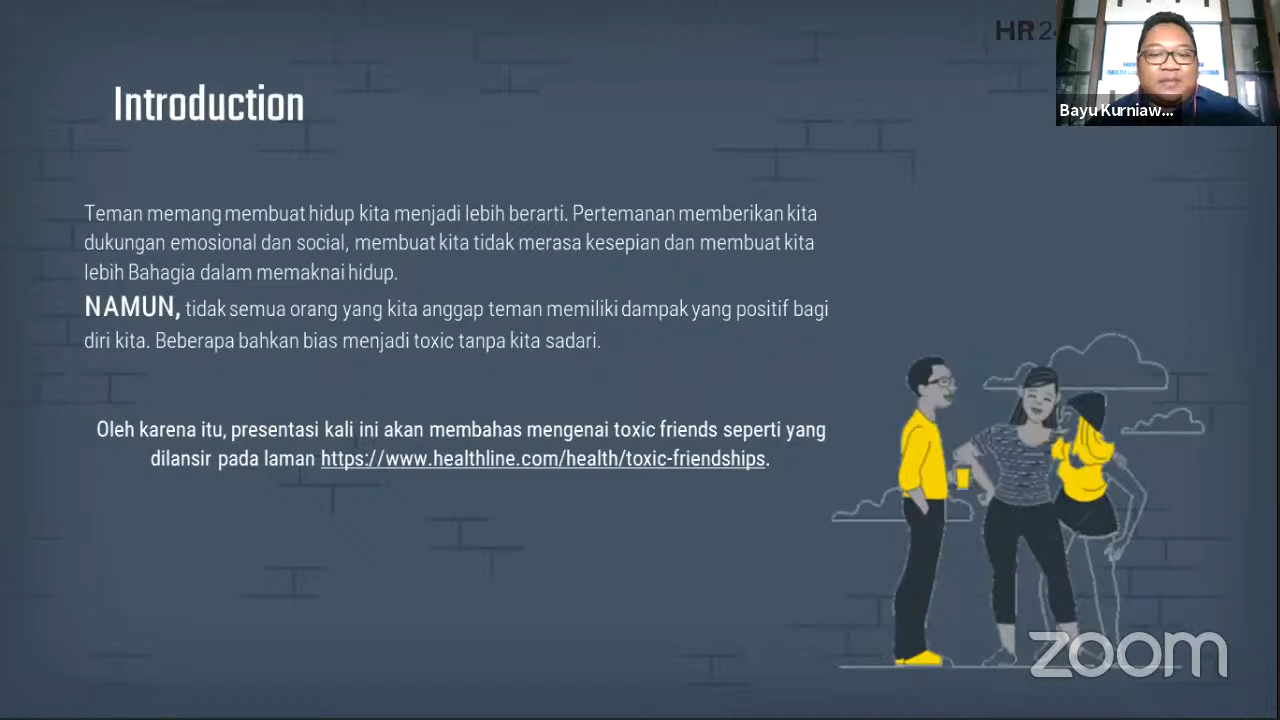 HR24
Introduction
Bayu Kurniaw...
Teman memang membuat hidup kita menjadi lebih berarti. Pertemanan memberikan kita
dukungan emosional dan social, membuat kita tidak merasa kesepian dan membuat kita
lebih Bahagia dalam memaknai hidup.
NAMUN, tidak semua orang yang kita anggap teman memiliki dampak yang positif bagi
diri kita. Beberapa bahkan bias menjadi toxic tanpa kita sadari.
Oleh karena itu, presentasi kali ini akan membahas mengenai toxic friends seperti yang
dilansir pada laman https://www.healthline.com/health/toxic-friendships.
zoom